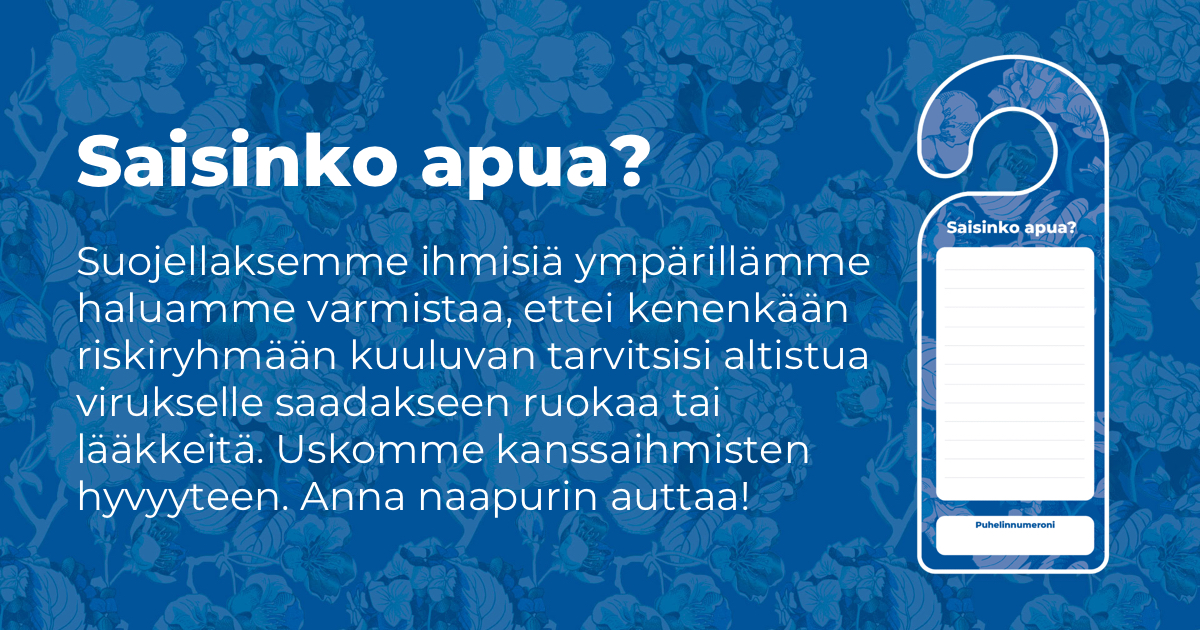 Saisinko apua?
Suojellaksemme ihmisiä ympärillämme
haluamme varmistaa, ettei kenenkään
riskiryhmään kuuluvan tarvitsisi altistua
virukselle saadakseen ruokaa tai
lääkkeitä. Uskomme kanssaihmisten
hyvyyteen. Anna naapurin auttaa!
Saisinko apua?
Puhelinnumeroni